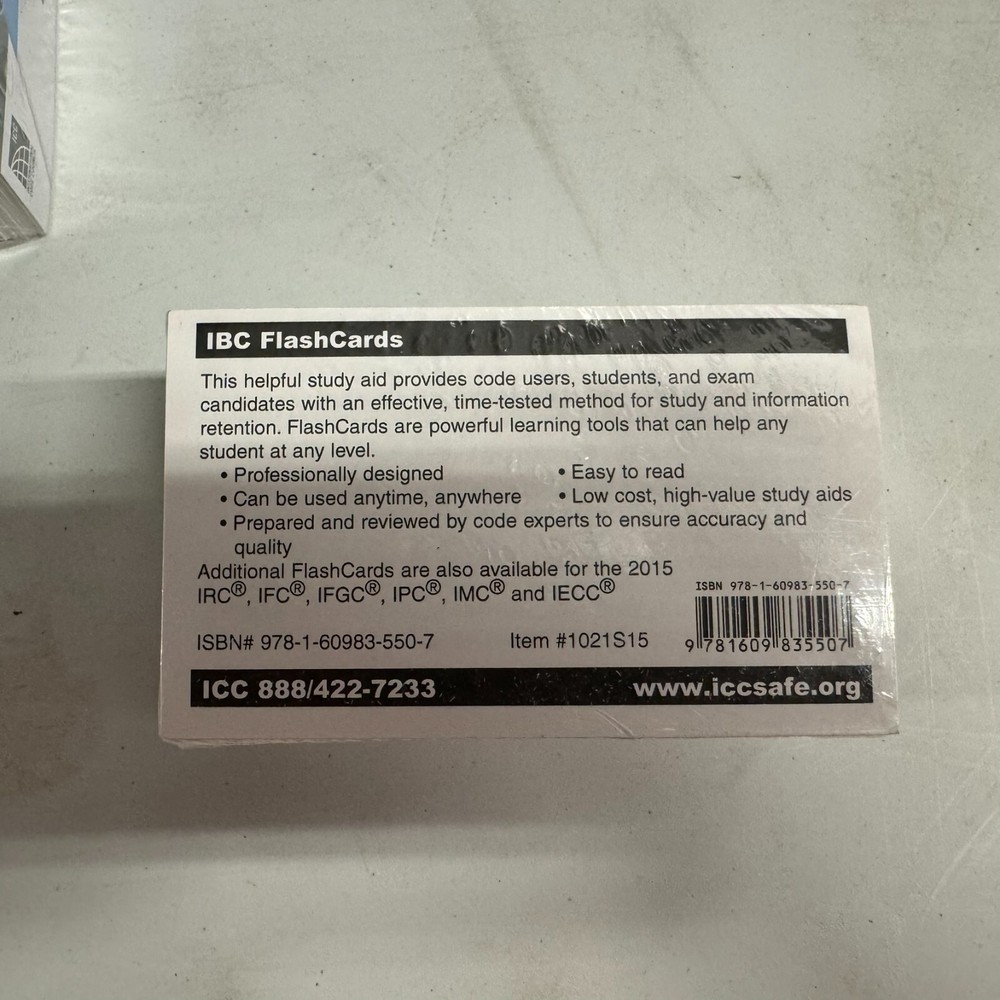 IBC FlashCards
This helpful study aid provides code users, students, and exam
candidates with an effective, time-tested method for study and information
retention. FlashCards are powerful learning tools that can help any
student at any level.
• Professionally designed • Easy to read
• Can be used anytime, anywhere • Low cost, high-value study aids
• Prepared and reviewed by code experts to ensure accuracy and
quality
Additional FlashCards are also available for the 2015
IRC®, IFC®, IFGC®, IPC®, IMC® and IECC®
ISBN 978-1-60983-550-7
ISBN# 978-1-60983-550-7 Item #1021S15
9 781609 835507
ICC 888/422-7233 www.iccsafe.org